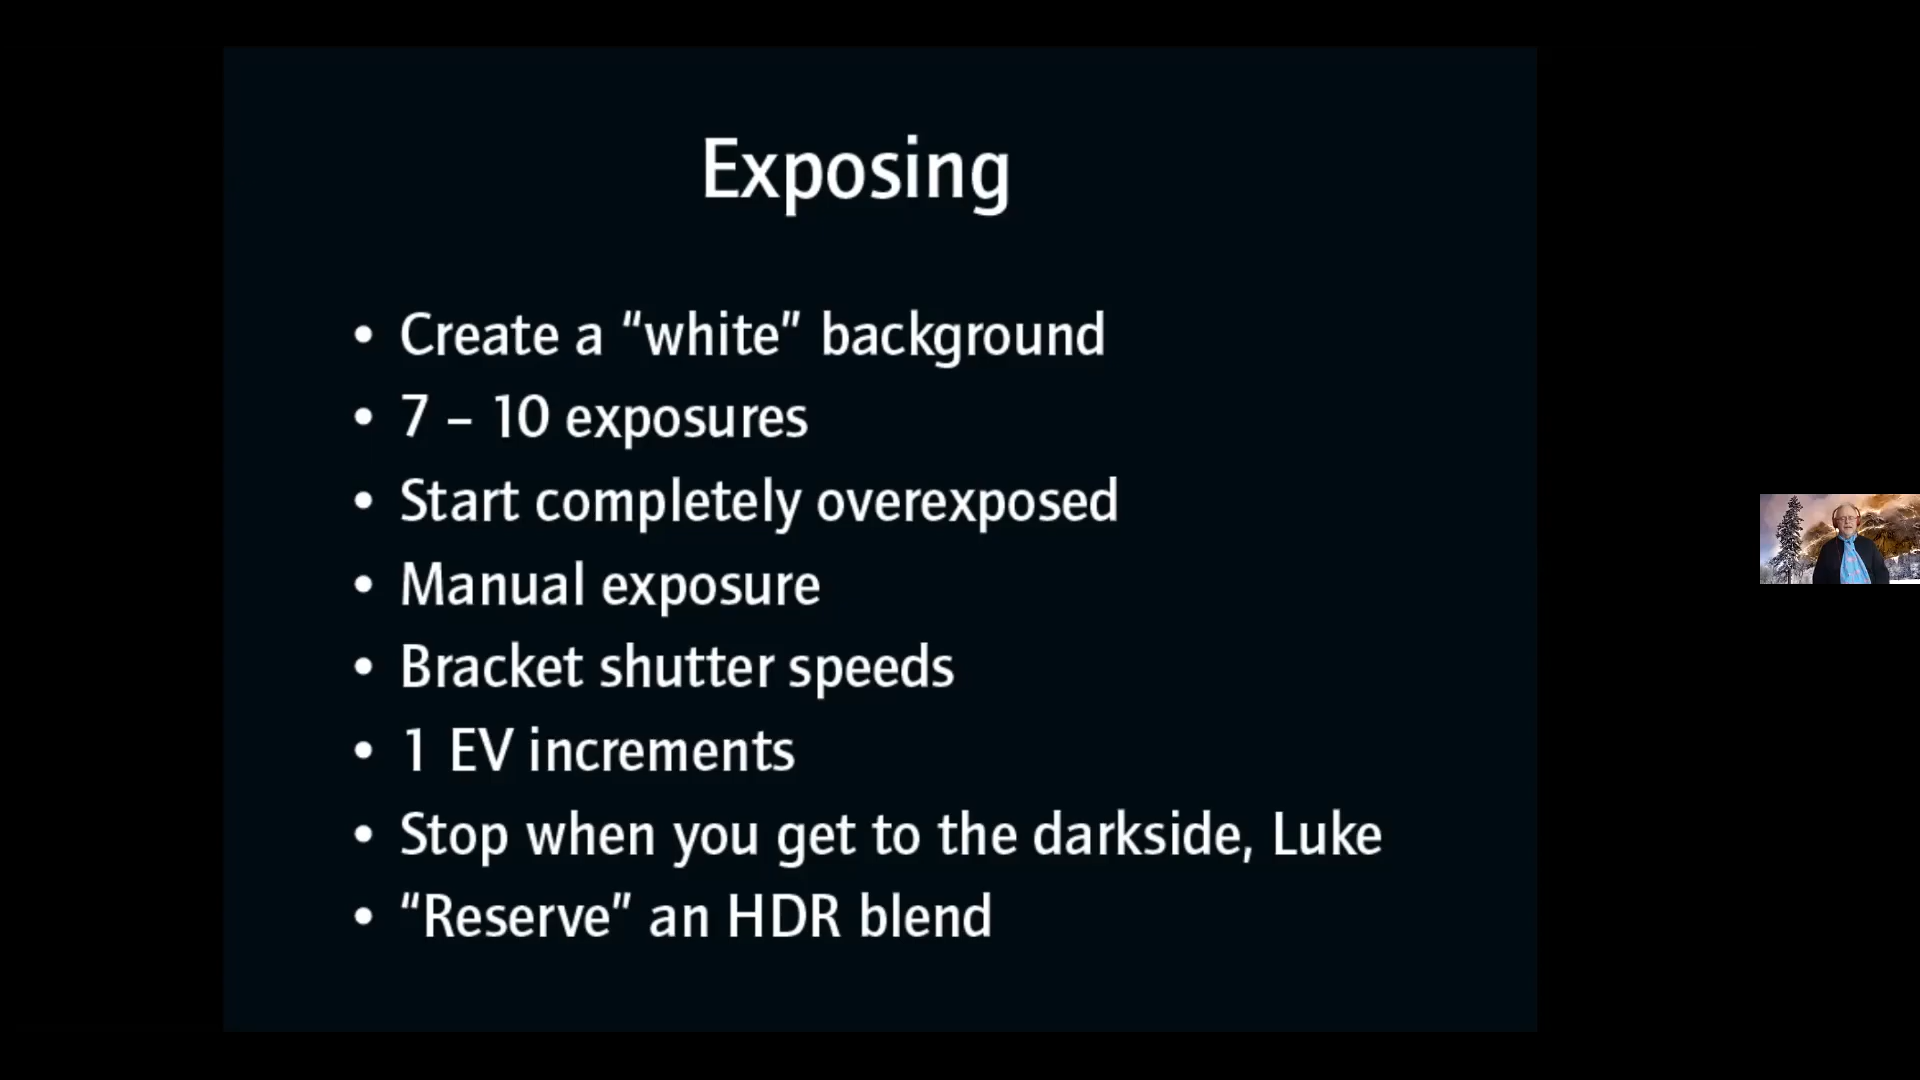 Exposing
• Create a “white” background
• 7 – 10 exposures
• Start completely overexposed
• Manual exposure
• Bracket shutter speeds
• 1 EV increments
• Stop when you get to the darkside, Luke
• “Reserve” an HDR blend